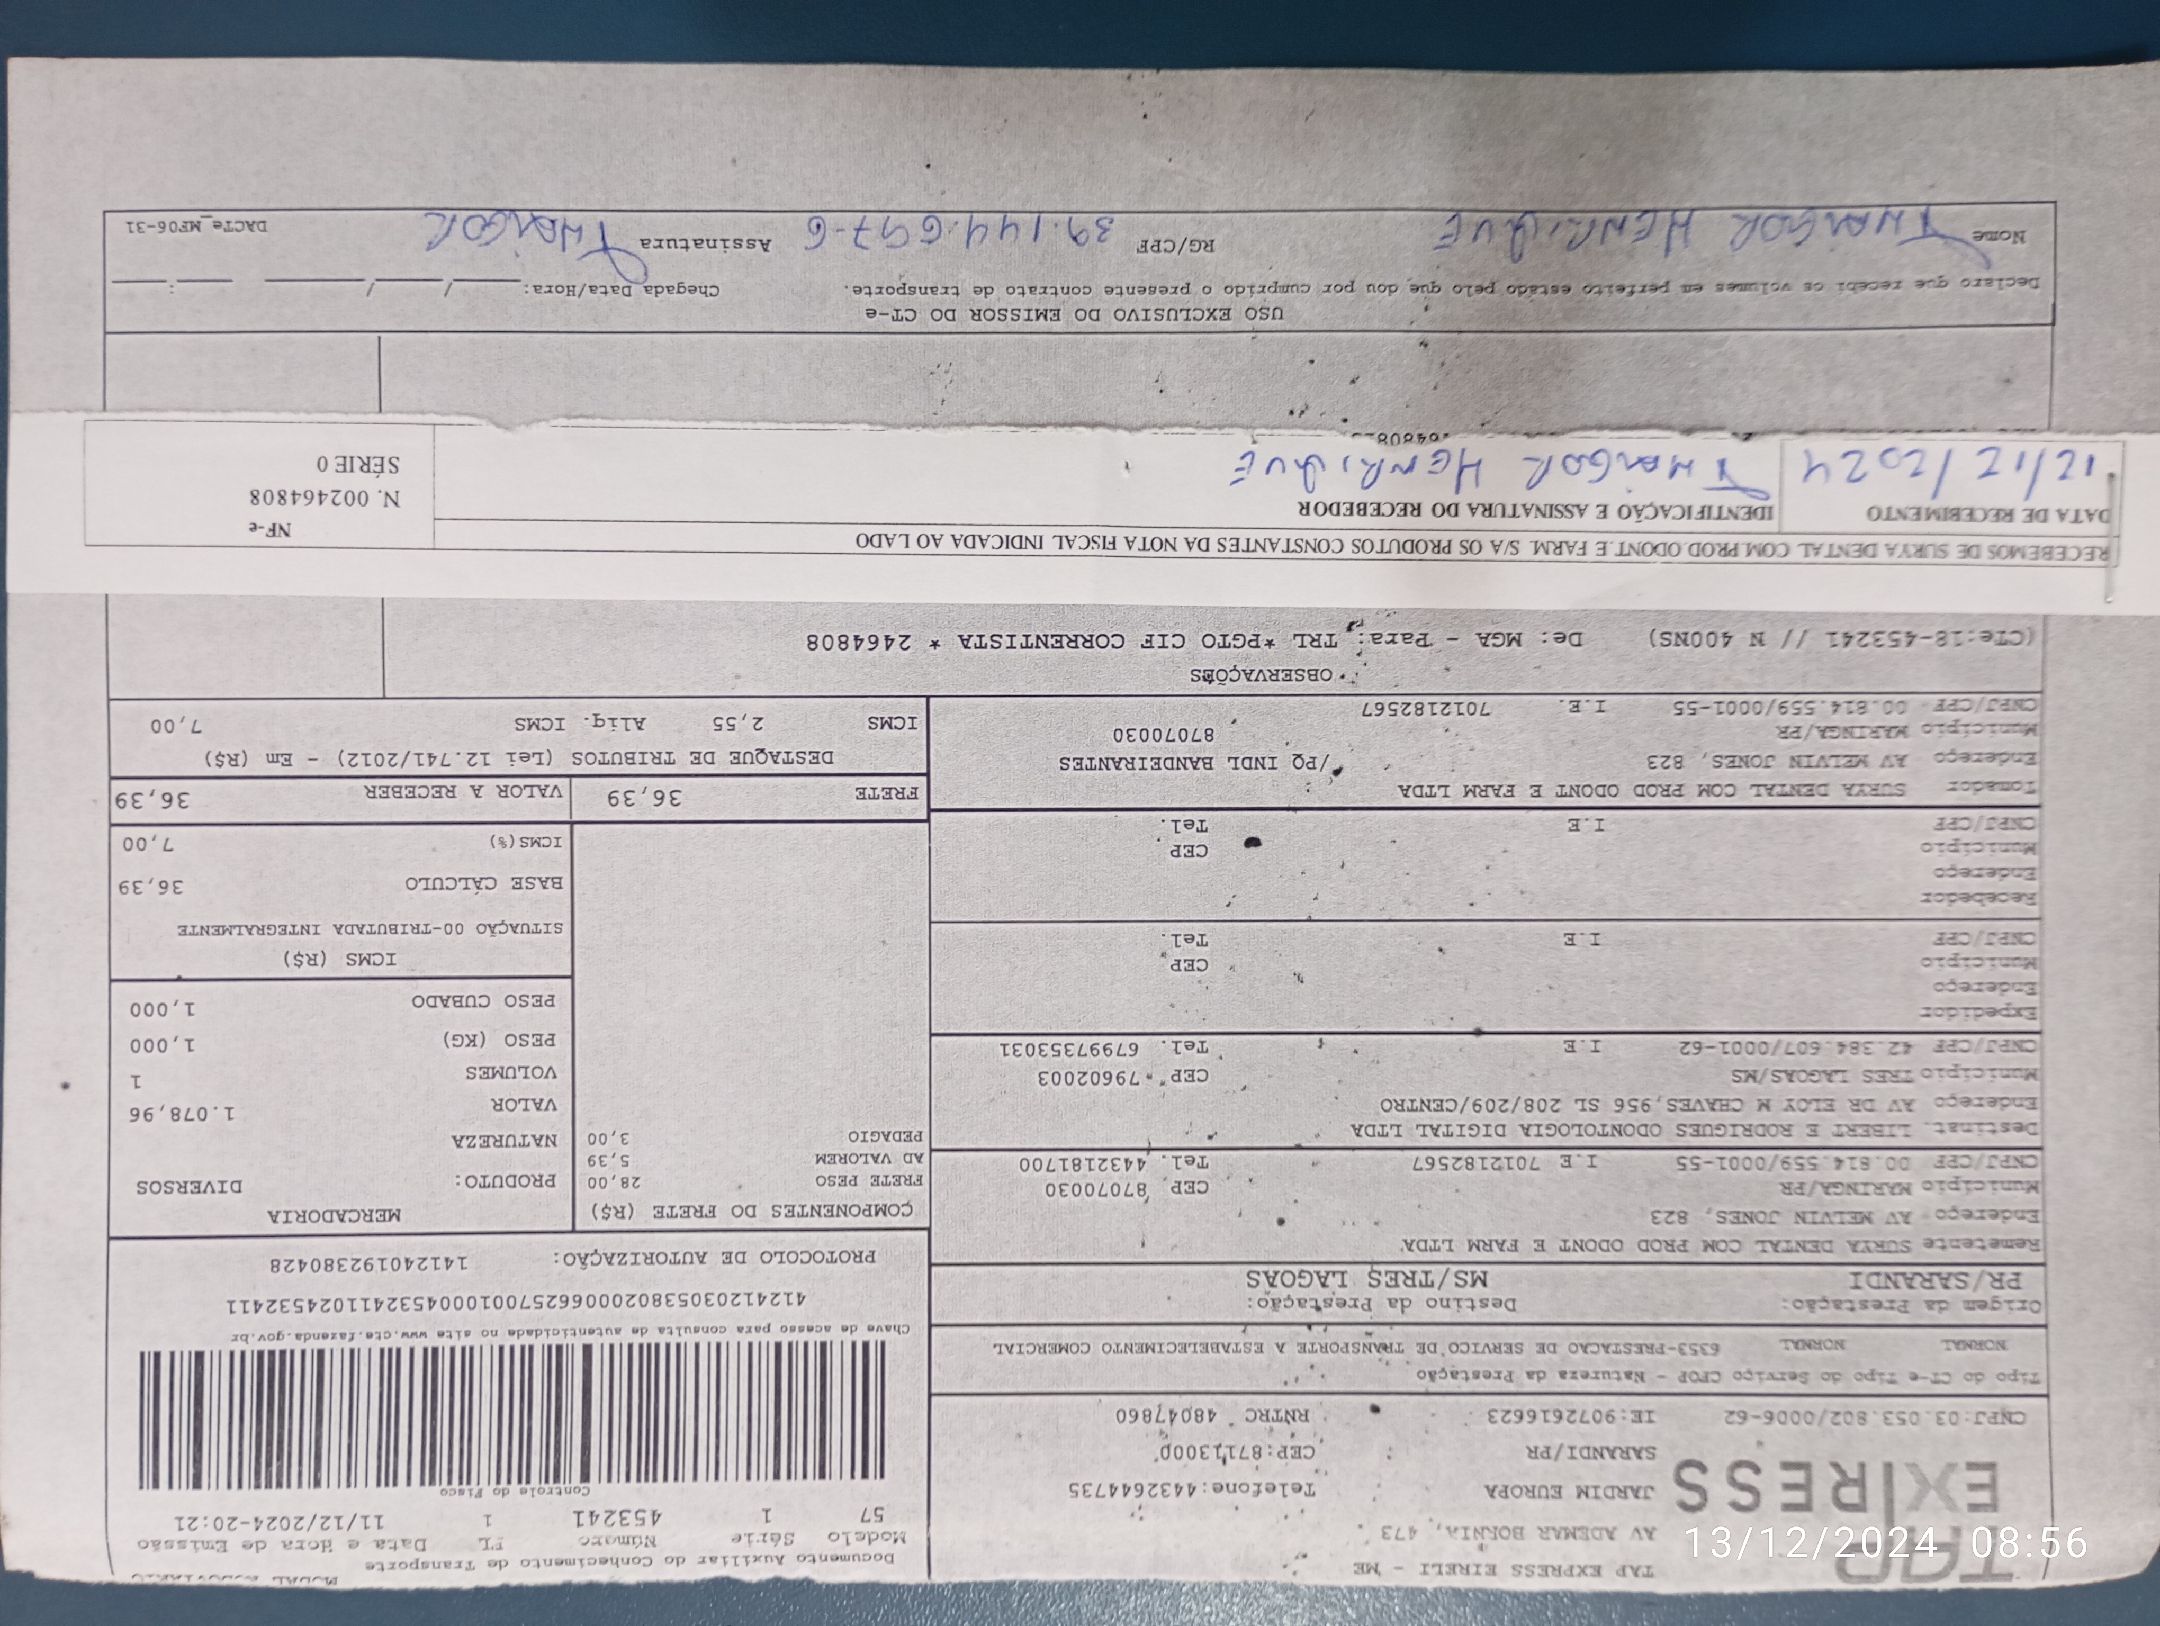 TAP EXPRESS
TAP EXPRESS EIRELI - ME
AV ADEMAR BORNIA, 473
JARDIM EUROPA Telefone:4432644735
SARANDI/PR CEP:87113000
CNPJ:03.053.802/0006-62 IE:9072616623 RNTRC 48047860
MODAL RODOVIÁRIO
Documento Auxiliar do Conhecimento de Transporte
Modelo Série Número FL Data e Hora de Emissão
57 1 453241 1 11/12/2024-20:21
Controle do Fisco
Chave de acesso para consulta de autenticidade no site www.cte.fazenda.gov.br
41241203053802000662570010004532411024532411
PROTOCOLO DE AUTORIZAÇÃO: 141240192380428
Tipo do CT-e Tipo do Serviço CFOP - Natureza da Prestação
NORMAL NORMAL 6353-PRESTACAO DE SERVICO DE TRANSPORTE A ESTABELECIMENTO COMERCIAL
Origem da Prestação: Destino da Prestação:
PR/SARANDI MS/TRES LAGOAS
Remetente SURYA DENTAL COM PROD ODONT E FARM LTDA
Endereço AV MELVIN JONES, 823
Município MARINGA/PR CEP 87070030
CNPJ/CPF 00.814.559/0001-55 I.E 7012182567 Tel. 4432181700
Destinat. LIBERT E RODRIGUES ODONTOLOGIA DIGITAL LTDA
Endereço AV DR ELOY M CHAVES,956 SL 208/209/CENTRO
Município TRES LAGOAS/MS CEP 79602003
CNPJ/CPF 42.384.607/0001-62 I.E Tel. 67997353031
Expedidor
Endereço
Município CEP
CNPJ/CPF I.E Tel.
Recebedor
Endereço
Município CEP
CNPJ/CPF I.E Tel.
Tomador SURYA DENTAL COM PROD ODONT E FARM LTDA
Endereço AV MELVIN JONES, 823 /PQ INDL BANDEIRANTES
Município MARINGA/PR 87070030
CNPJ/CPF 00.814.559/0001-55 I.E. 7012182567
COMPONENTES DO FRETE (R$)
FRETE PESO 28,00
AD VALOREM 5,39
PEDAGIO 3,00
MERCADORIA
PRODUTO: DIVERSOS
NATUREZA
VALOR 1.078,96
VOLUMES 1
PESO (KG) 1,000
PESO CUBADO 1,000
ICMS (R$)
SITUAÇÃO 00-TRIBUTADA INTEGRALMENTE
BASE CÁLCULO 36,39
ICMS(%) 7,00
FRETE 36,39 VALOR A RECEBER 36,39
DESTAQUE DE TRIBUTOS (Lei 12.741/2012) - Em (R$)
ICMS 2,55 Aliq. ICMS 7,00
OBSERVAÇÕES
(CTe:18-453241 // N 400NS) De: MGA - Para: TRL *PGTO CIF CORRENTISTA * 2464808
RECEBEMOS DE SURYA DENTAL COM.PROD.ODONT.E FARM. S/A OS PRODUTOS CONSTANTES DA NOTA FISCAL INDICADA AO LADO
DATA DE RECEBIMENTO IDENTIFICAÇÃO E ASSINATURA DO RECEBEDOR
12/12/2024 THAIGOR HENRIQUE
NF-e
N. 002464808
SÉRIE 0
USO EXCLUSIVO DO EMISSOR DO CT-e
Declaro que recebi os volumes em perfeito estado pelo que dou por cumprido o presente contrato de transporte. Chegada Data/Hora: __/__/____ __:__
Nome THAIGOR HENRIQUE RG/CPF 39.144.697-6 Assinatura THAIGOR
DACTe_MF06-31
13/12/2024 08:56